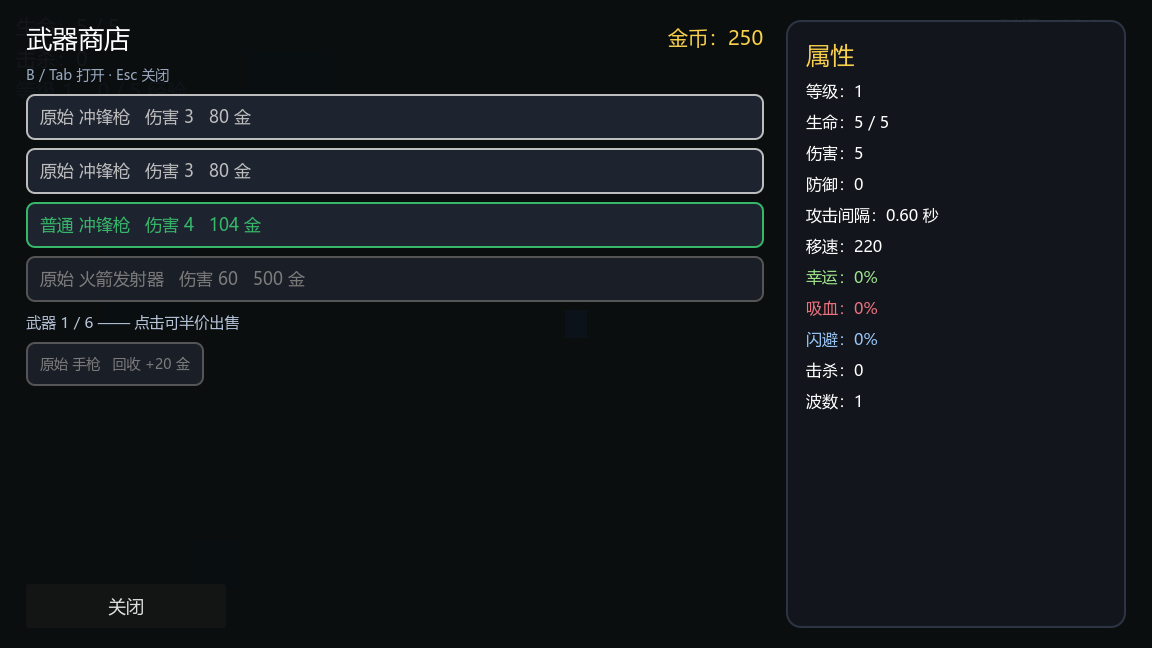 武器商店
金币：250
B / Tab 打开 · Esc 关闭
原始 冲锋枪 伤害 3 80 金
原始 冲锋枪 伤害 3 80 金
普通 冲锋枪 伤害 4 104 金
原始 火箭发射器 伤害 60 500 金
武器 1 / 6 —— 点击可半价出售
原始 手枪 回收 +20 金
关闭
属性
等级：1
生命：5 / 5
伤害：5
防御：0
攻击间隔：0.60 秒
移速：220
幸运：0%
吸血：0%
闪避：0%
击杀：0
波数：1